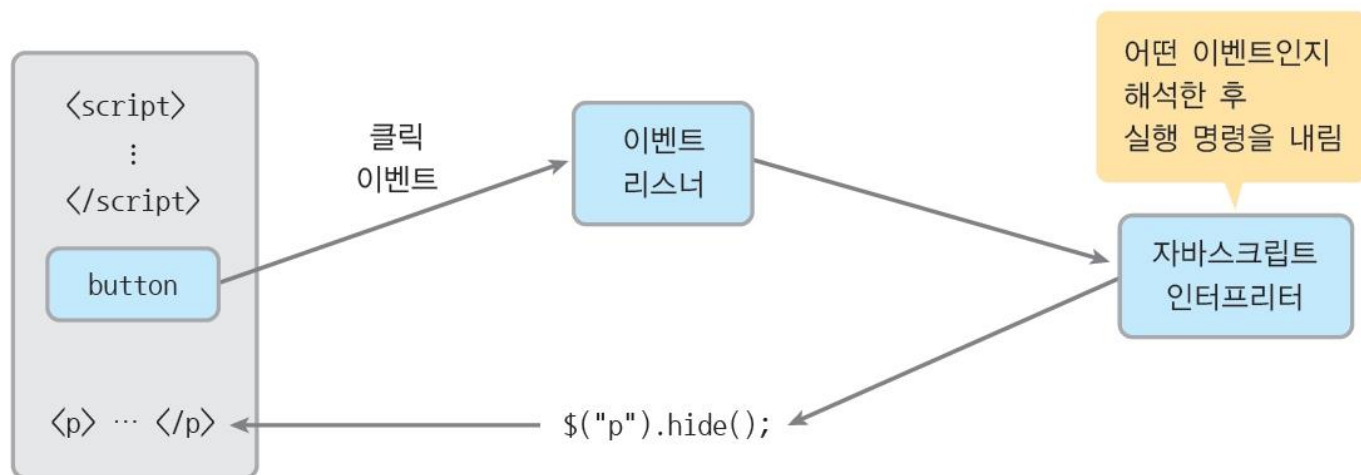 〈script〉
⋮
〈/script〉
button
〈p〉 … 〈/p〉
클릭
이벤트
이벤트
리스너
어떤 이벤트인지
해석한 후
실행 명령을 내림
자바스크립트
인터프리터
$("p").hide();